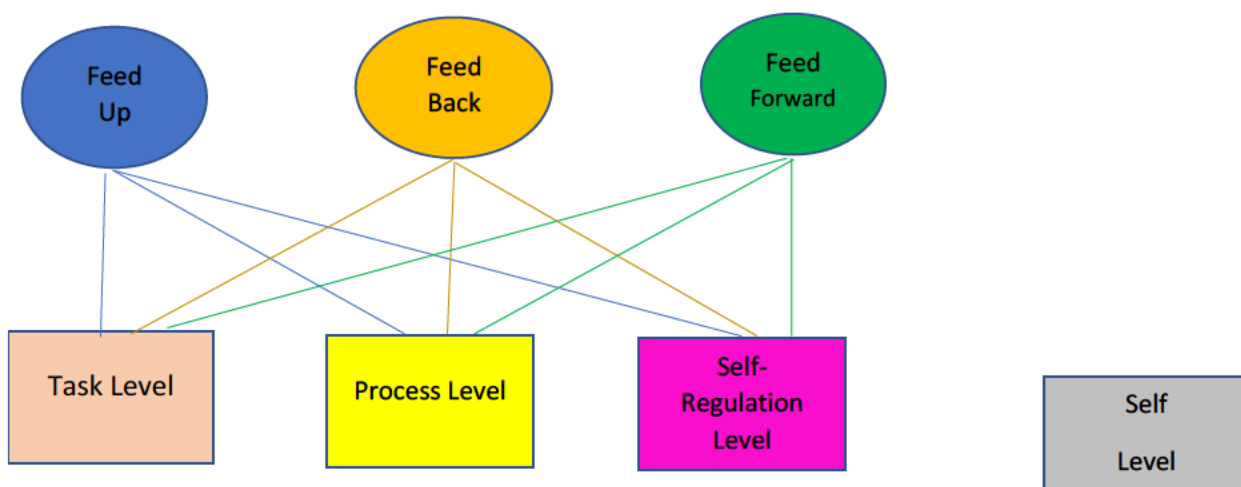 Feed
Up
Feed
Back
Feed
Forward
Task Level
Process Level
Self-
Regulation
Level
Self
Level